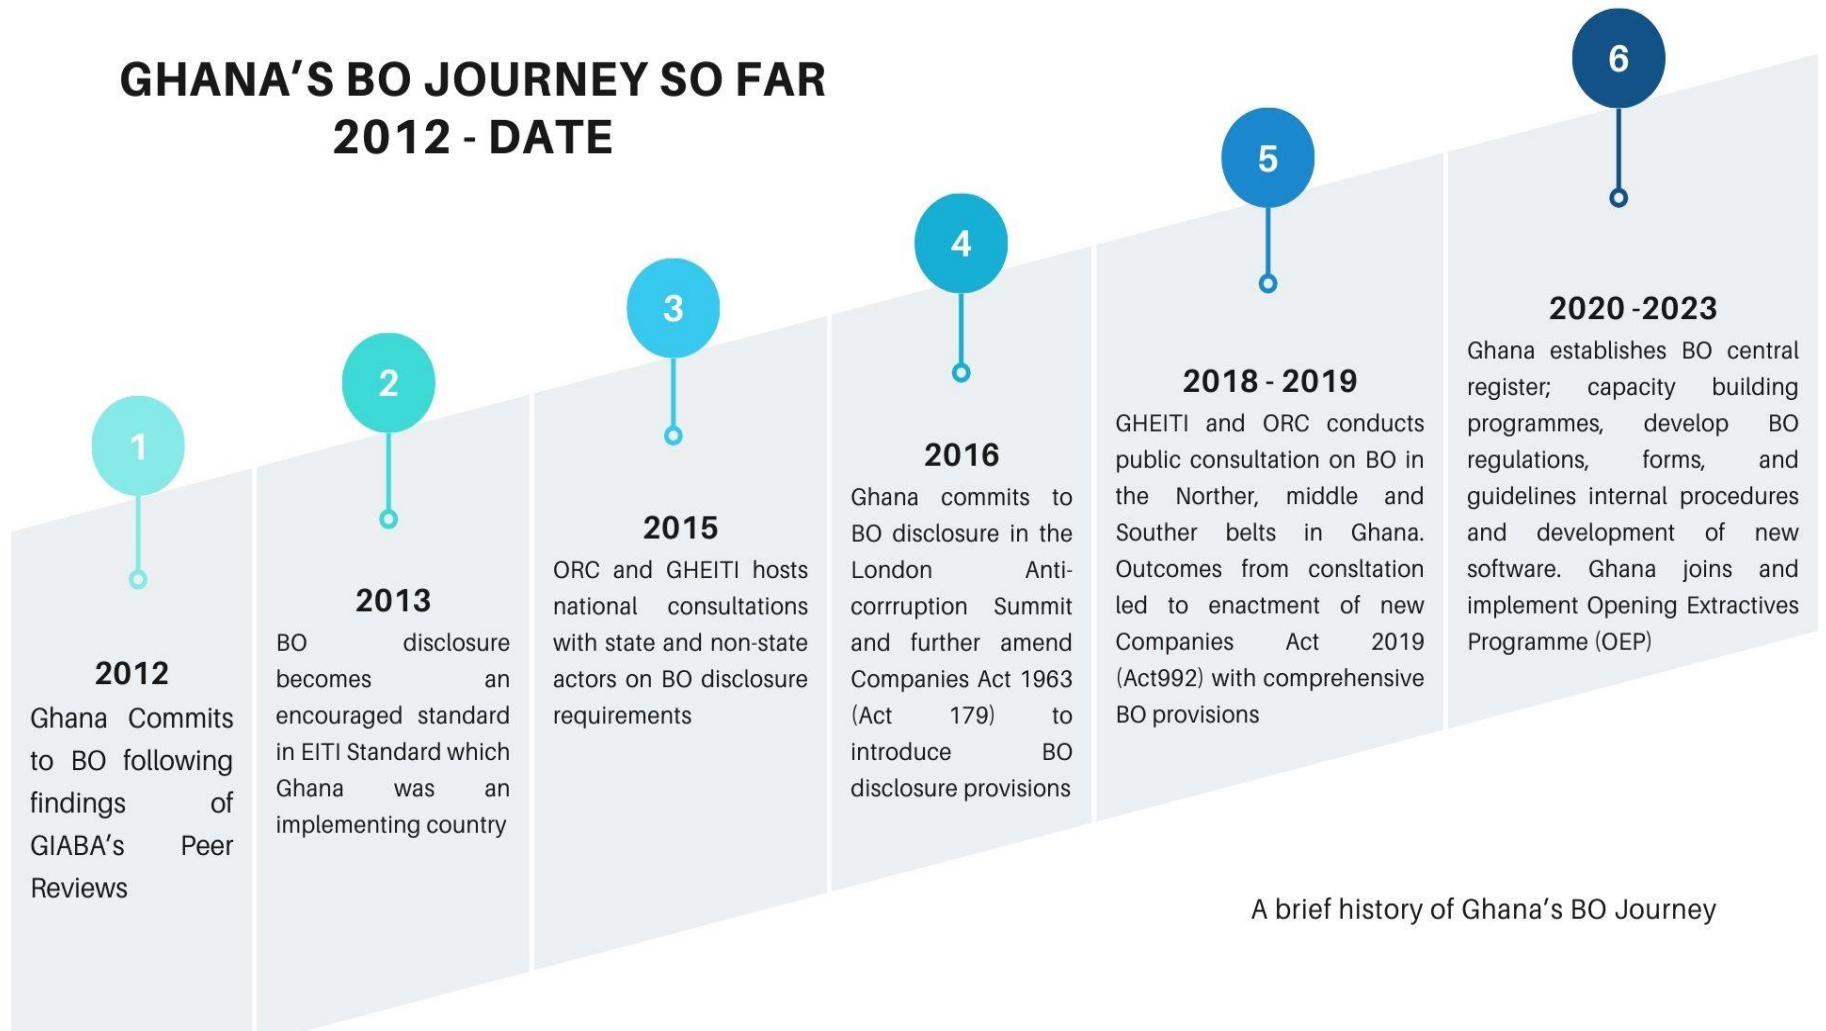 GHANA'S BO JOURNEY SO FAR
2012 - DATE
1
2012
Ghana Commits
to BO following
findings of
GIABA's Peer
Reviews
2
2013
BO disclosure
becomes an
encouraged standard
in EITI Standard which
Ghana was an
implementing country
3
2015
ORC and GHEITI hosts
national consultations
with state and non-state
actors on BO disclosure
requirements
4
2016
Ghana commits to
BO disclosure in the
London Anti-
corrruption Summit
and further amend
Companies Act 1963
(Act 179) to
introduce BO
disclosure provisions
5
2018 - 2019
GHEITI and ORC conducts
public consultation on BO in
the Norther, middle and
Souther belts in Ghana.
Outcomes from consltation
led to enactment of new
Companies Act 2019
(Act992) with comprehensive
BO provisions
6
2020 -2023
Ghana establishes BO central
register; capacity building
programmes, develop BO
regulations, forms, and
guidelines internal procedures
and development of new
software. Ghana joins and
implement Opening Extractives
Programme (OEP)
A brief history of Ghana's BO Journey